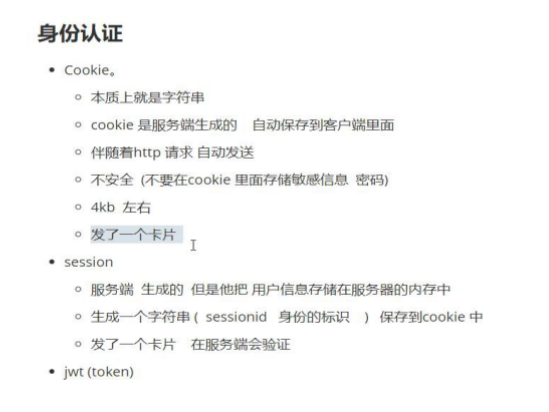 身份认证
Cookie。
本质上就是字符串
cookie 是服务端生成的 自动保存到客户端里面
伴随着http 请求 自动发送
不安全 (不要在cookie 里面存储敏感信息 密码)
4kb 左右
发了一个卡片
session
服务端 生成的 但是他把 用户信息存储在服务器的内存中
生成一个字符串 ( sessionid 身份的标识 ) 保存到cookie 中
发了一个卡片 在服务端会验证
jwt (token)